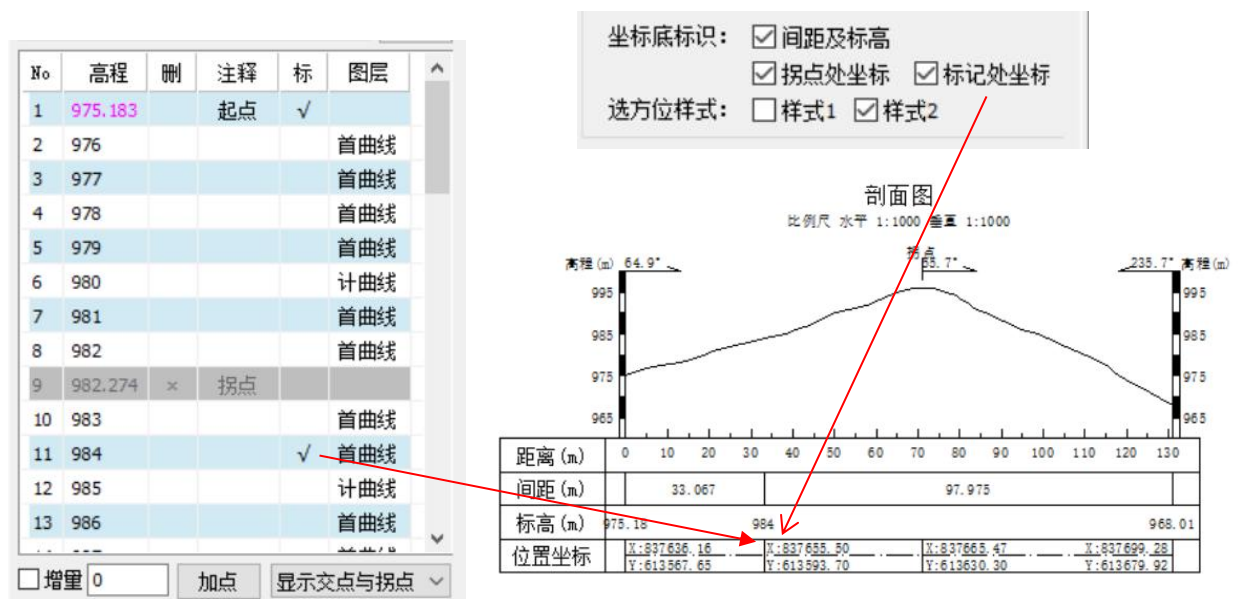 No 高程 删 注释 标 图层
1 975.183 起点 √
2 976 首曲线
3 977 首曲线
4 978 首曲线
5 979 首曲线
6 980 计曲线
7 981 首曲线
8 982 首曲线
9 982.274 × 拐点
10 983 首曲线
11 984 √ 首曲线
12 985 计曲线
13 986 首曲线
增量 0 加点 显示交点与拐点
坐标底标识： 间距及标高
拐点处坐标 标记处坐标
选方位样式： 样式1 样式2
剖面图
比例尺 水平 1:1000 垂直 1:1000
拐点
高程(m) 64.9° 55.7° 235.7° 高程(m)
995 995
985 985
975 975
965 965
距离(m) 0 10 20 30 40 50 60 70 80 90 100 110 120 130
间距(m) 33.067 97.975
标高(m) 975.18 984 968.01
位置坐标 X:837636.16 X:837655.50 X:837665.47 X:837699.28
Y:613567.65 Y:613593.70 Y:613630.30 Y:613679.92